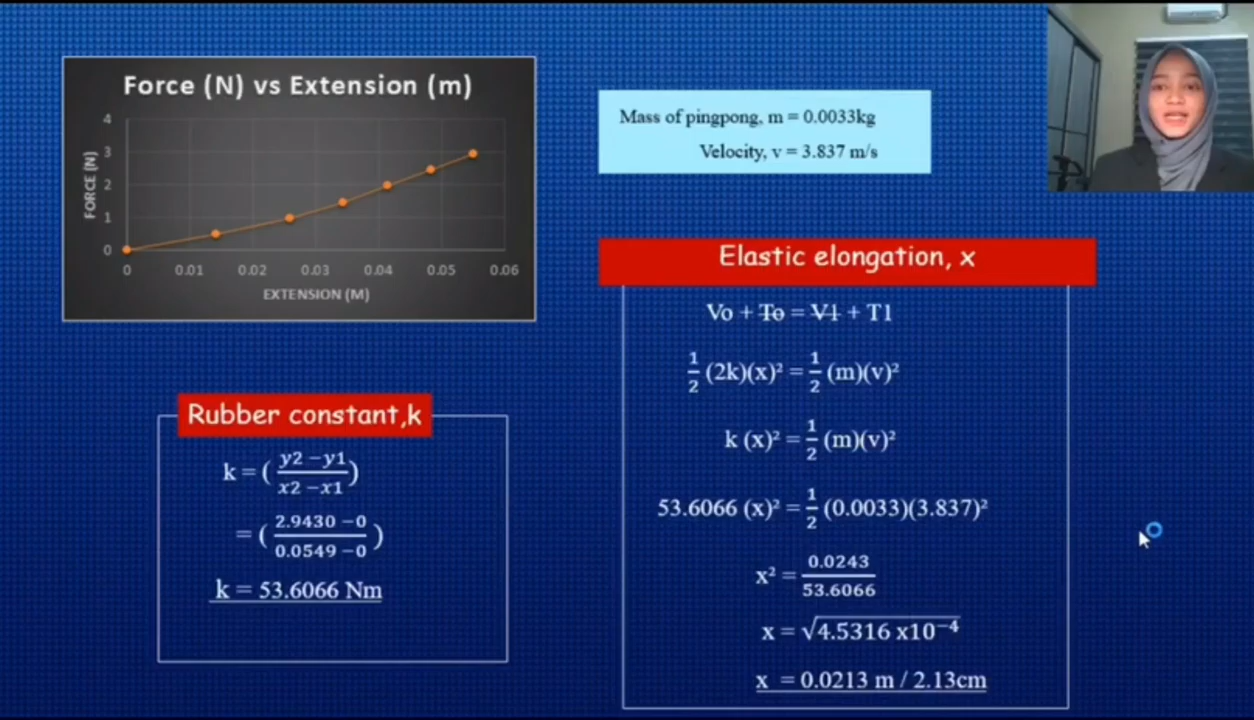 Force (N) vs Extension (m)
4
3
2
1
0
FORCE (N)
0 0.01 0.02 0.03 0.04 0.05 0.06
EXTENSION (M)
Mass of pingpong, m = 0.0033kg
Velocity, v = 3.837 m/s
Rubber constant,k
k = ( y2 − y1 / x2 − x1 )
= ( 2.9430 − 0 / 0.0549 − 0 )
k = 53.6066 Nm
Elastic elongation, x
Vo + To = V1 + T1
1/2 (2k)(x)² = 1/2 (m)(v)²
k (x)² = 1/2 (m)(v)²
53.6066 (x)² = 1/2 (0.0033)(3.837)²
x² = 0.0243 / 53.6066
x = √4.5316 x10⁻⁴
x = 0.0213 m / 2.13cm